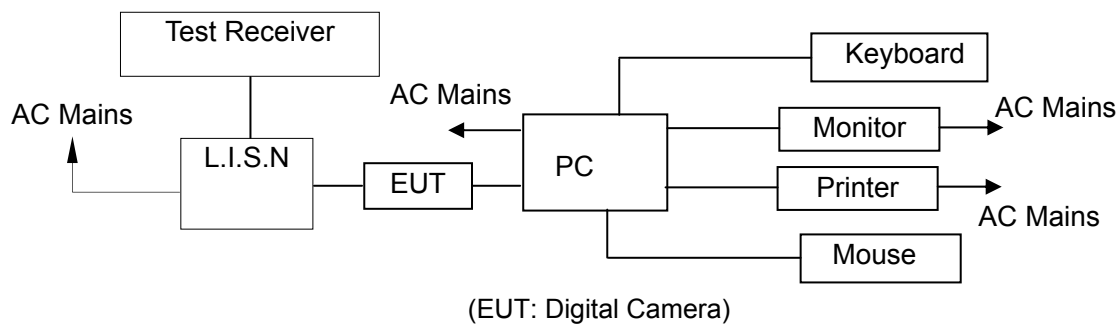 Test Receiver
Keyboard
AC Mains
AC Mains
AC Mains
Monitor
L.I.S.N
EUT
PC
Printer
AC Mains
Mouse
(EUT: Digital Camera)